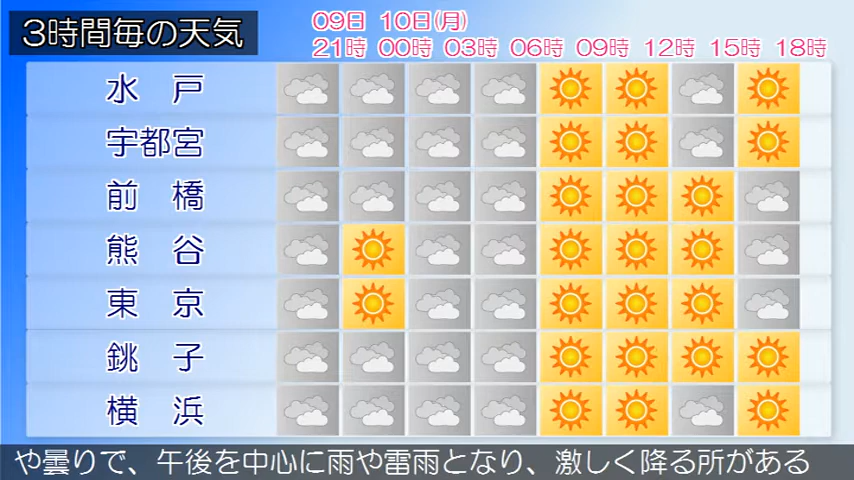 3時間毎の天気
09日 10日(月)
21時 00時 03時 06時 09時 12時 15時 18時
水 戸
宇都宮
前 橋
熊 谷
東 京
銚 子
横 浜
や曇りで、午後を中心に雨や雷雨となり、激しく降る所がある